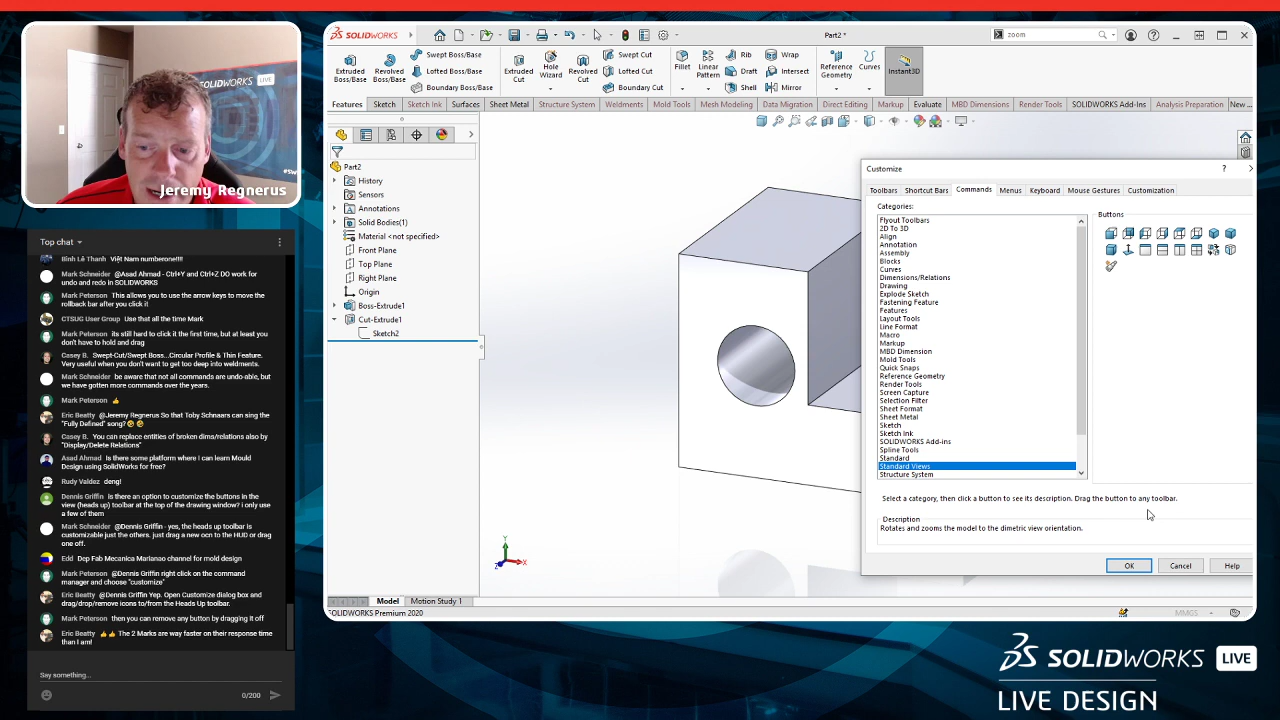 SOLIDWORKS
LIVE
#Sw
Jeremy Regnerus
Top chat
Bình Lê Thanh Việt Nam numberone!!!!
Mark Schneider @Asad Ahmad - Ctrl+Y and Ctrl+Z DO work for
undo and redo in SOLIDWORKS
Mark Peterson This allows you to use the arrow keys to move the
rollback bar after you click it
CTSUG User Group Use that all the time Mark
Mark Peterson its still hard to click it the first time, but at least you
don't have to hold and drag
Casey B. Swept-Cut/Swept Boss...Circular Profile & Thin Feature.
Very useful when you don't want to get too deep into weldments.
Mark Schneider be aware that not all commands are undo-able, but
we have gotten more commands over the years.
Mark Peterson 👍
Eric Beatty @Jeremy Regnerus So that Toby Schnaars can sing the
"Fully Defined" song?🤣🤣
Casey B. You can replace entities of broken dims/relations also by
"Display/Delete Relations"
Asad Ahmad Is there some platform where I can learn Mould
Design using SolidWorks for free?
Rudy Valdez deng!
Dennis Griffin is there an option to customize the buttons in the
view (heads up) toolbar at the top of the drawing window? i only use
a few of them
Mark Schneider @Dennis Griffin - yes, the heads up toolbar is
customizable just the others. just drag a new ocn to the HUD or drag
one off.
Edd Dep Fab Mecanica Marianao channel for mold design
Mark Peterson @Dennis Griffin right click on the command
manager and choose "customize"
Eric Beatty @Dennis Griffin Yep. Open Customize dialog box and
drag/drop/remove icons to/from the Heads Up Toolbar.
Mark Peterson then you can remove any button by dragging it off
Eric Beatty 👍👍 The 2 Marks are way faster on their response time
than I am!
Say something...
0/200
SOLIDWORKS
Part2 *
zoom
Extruded Boss/Base
Revolved Boss/Base
Swept Boss/Base
Lofted Boss/Base
Boundary Boss/Base
Extruded Cut
Hole Wizard
Revolved Cut
Swept Cut
Lofted Cut
Boundary Cut
Fillet
Linear Pattern
Rib
Draft
Shell
Wrap
Intersect
Mirror
Reference Geometry
Curves
Instant3D
Features Sketch Sketch Ink Surfaces Sheet Metal Structure System Weldments Mold Tools Mesh Modeling Data Migration Direct Editing Markup Evaluate MBD Dimensions Render Tools SOLIDWORKS Add-Ins Analysis Preparation New ...
Part2
History
Sensors
Annotations
Solid Bodies(1)
Material <not specified>
Front Plane
Top Plane
Right Plane
Origin
Boss-Extrude1
Cut-Extrude1
Sketch2
Y
X
Z
Customize
?
Toolbars Shortcut Bars Commands Menus Keyboard Mouse Gestures Customization
Categories:
Buttons
Flyout Toolbars
2D To 3D
Align
Annotation
Assembly
Blocks
Curves
Dimensions/Relations
Drawing
Explode Sketch
Fastening Feature
Features
Layout Tools
Line Format
Macro
Markup
MBD Dimension
Mold Tools
Quick Snaps
Reference Geometry
Render Tools
Screen Capture
Selection Filter
Sheet Format
Sheet Metal
Sketch
Sketch Ink
SOLIDWORKS Add-ins
Spline Tools
Standard
Standard Views
Structure System
Select a category, then click a button to see its description. Drag the button to any toolbar.
Description
Rotates and zooms the model to the dimetric view orientation.
OK Cancel Help
Model Motion Study 1
SOLIDWORKS Premium 2020
MMGS
SOLIDWORKS LIVE
LIVE DESIGN